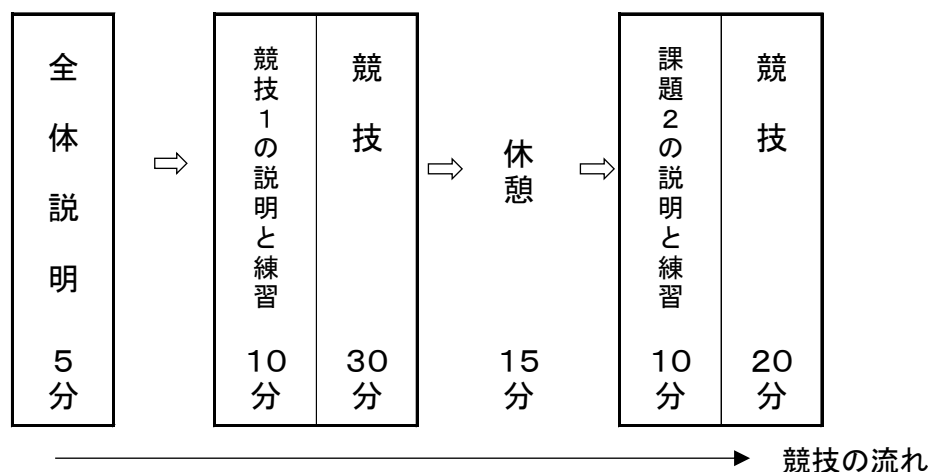 全体説明
5分
競技1の説明と練習
10分
競技
30分
休憩
15分
課題2の説明と練習
10分
競技
20分
競技の流れ